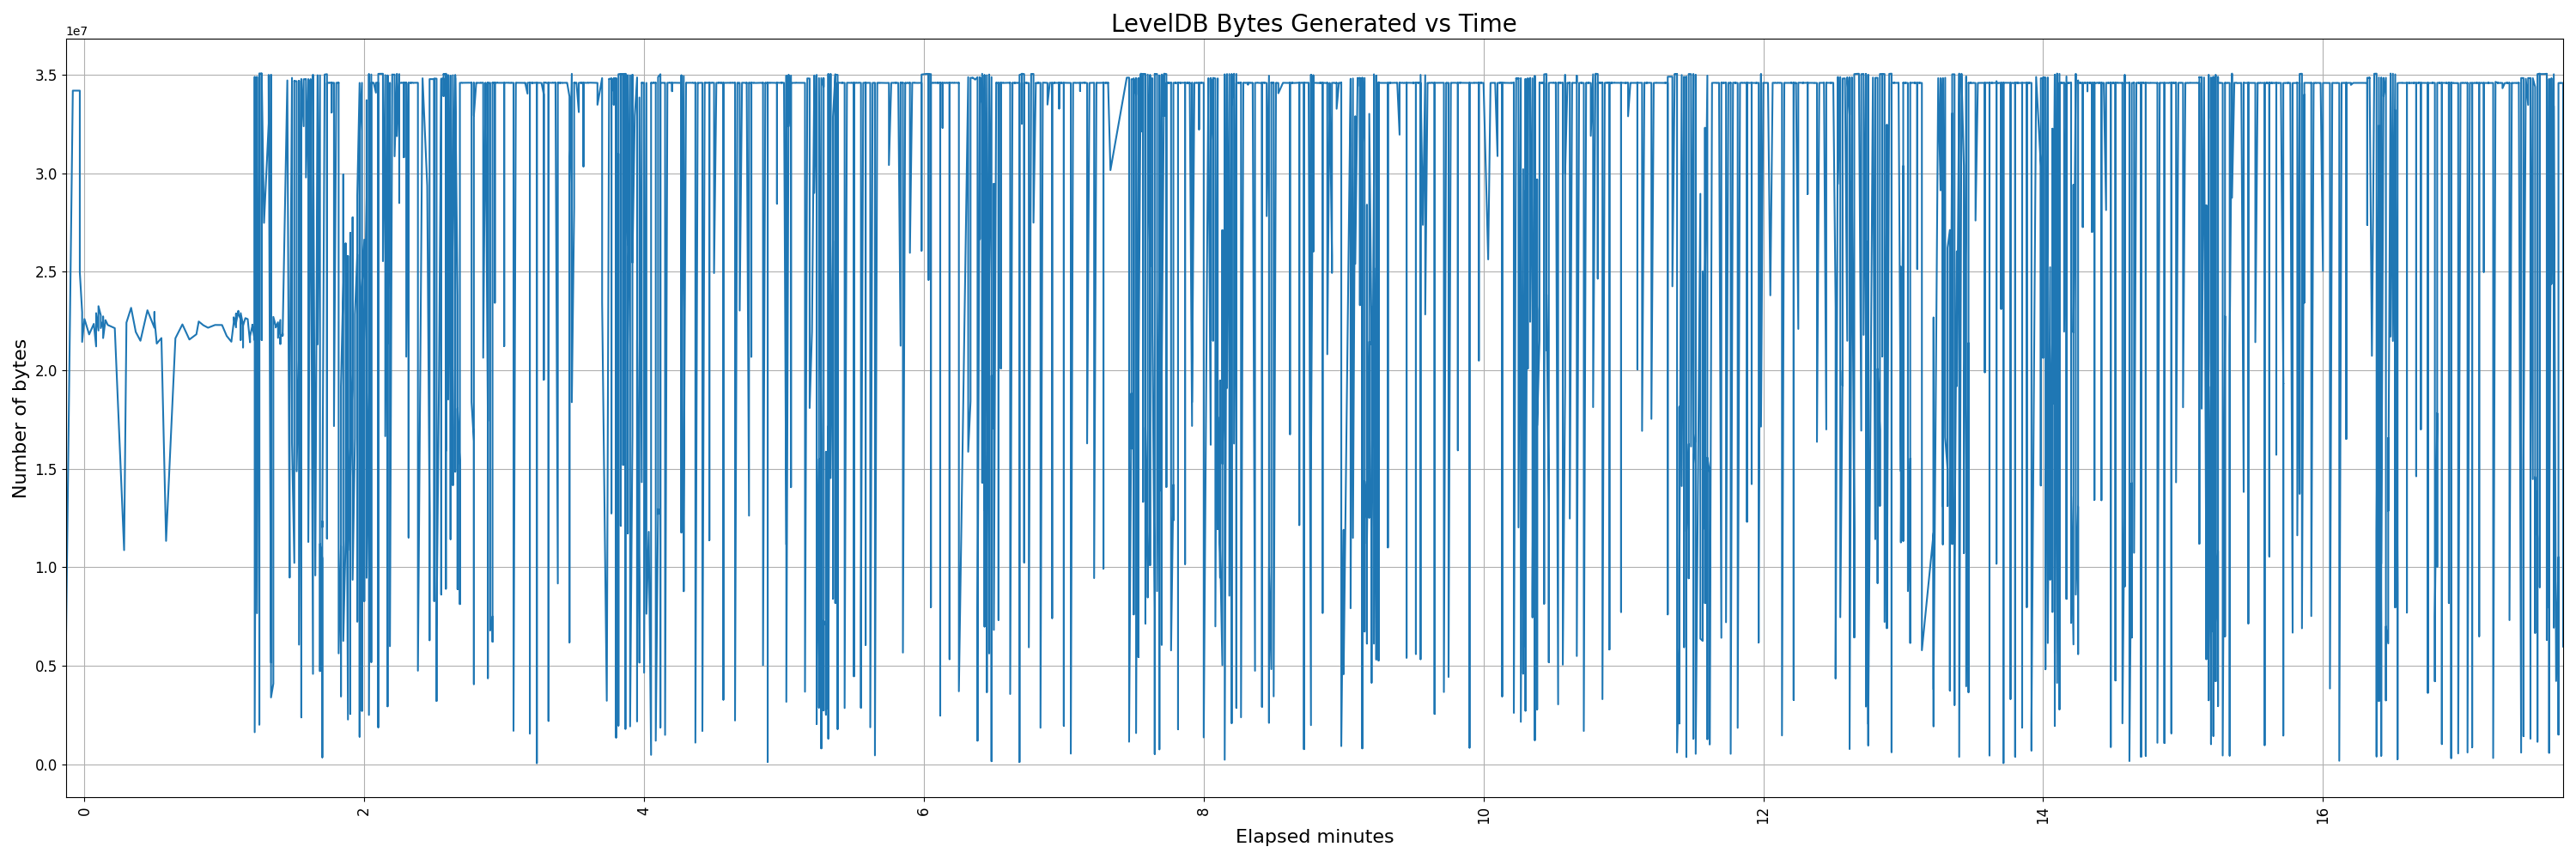 LevelDB Bytes Generated vs Time
1e7
3.5
3.0
2.5
2.0
1.5
1.0
0.5
0.0
Number of bytes
0 2 4 6 8 10 12 14 16
Elapsed minutes